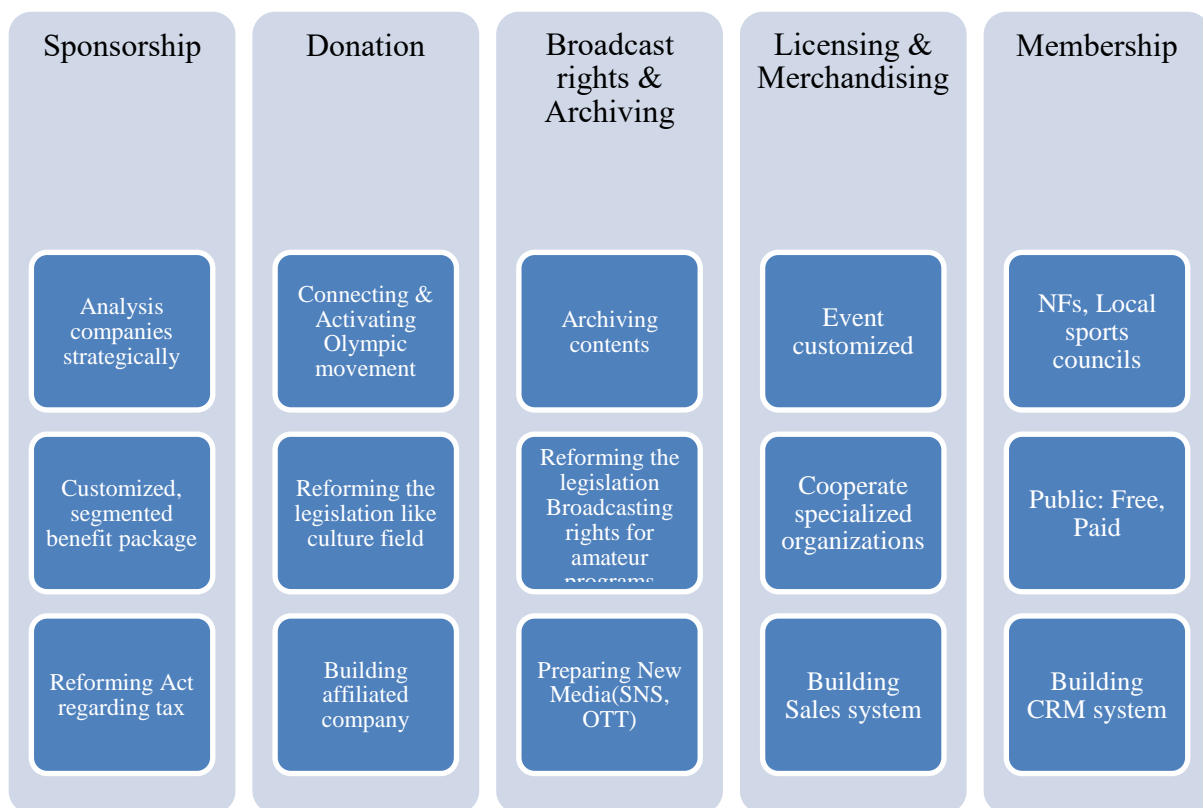 Sponsorship
Analysis
companies
strategically
Customized,
segmented
benefit package
Reforming Act
regarding tax
Donation
Connecting &
Activating
Olympic
movement
Reforming the
legislation like
culture field
Building
affiliated
company
Broadcast
rights &
Archiving
Archiving
contents
Reforming the
legislation
Broadcasting
rights for
amateur
programs
Preparing New
Media(SNS,
OTT)
Licensing &
Merchandising
Event
customized
Cooperate
specialized
organizations
Building
Sales system
Membership
NFs, Local
sports
councils
Public: Free,
Paid
Building
CRM system